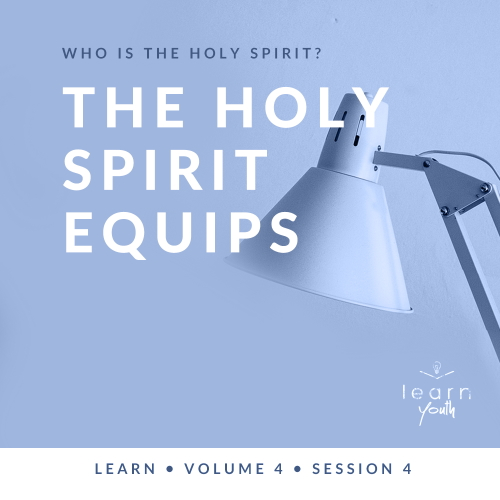 WHO IS THE HOLY SPIRIT?
THE HOLY
SPIRIT
EQUIPS
learn
youth
LEARN • VOLUME 4 • SESSION 4